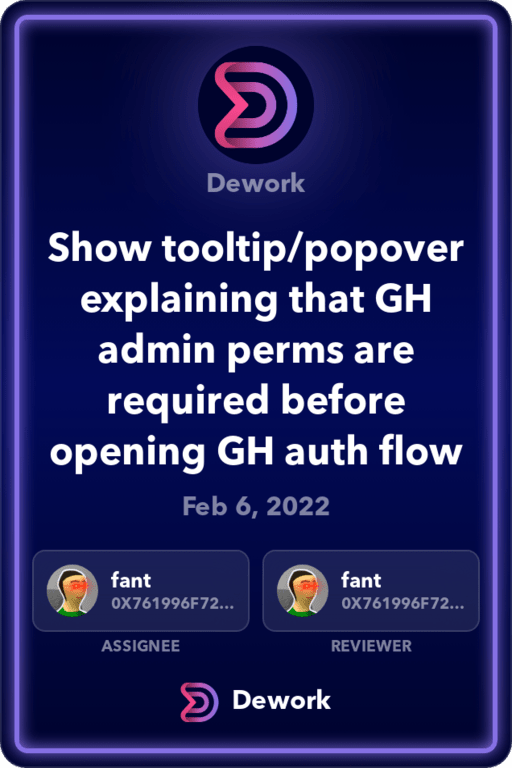 Dework
Show tooltip/popover
explaining that GH
admin perms are
required before
opening GH auth flow
Feb 6, 2022
fant
0X761996F72...
ASSIGNEE
fant
0X761996F72...
REVIEWER
Dework